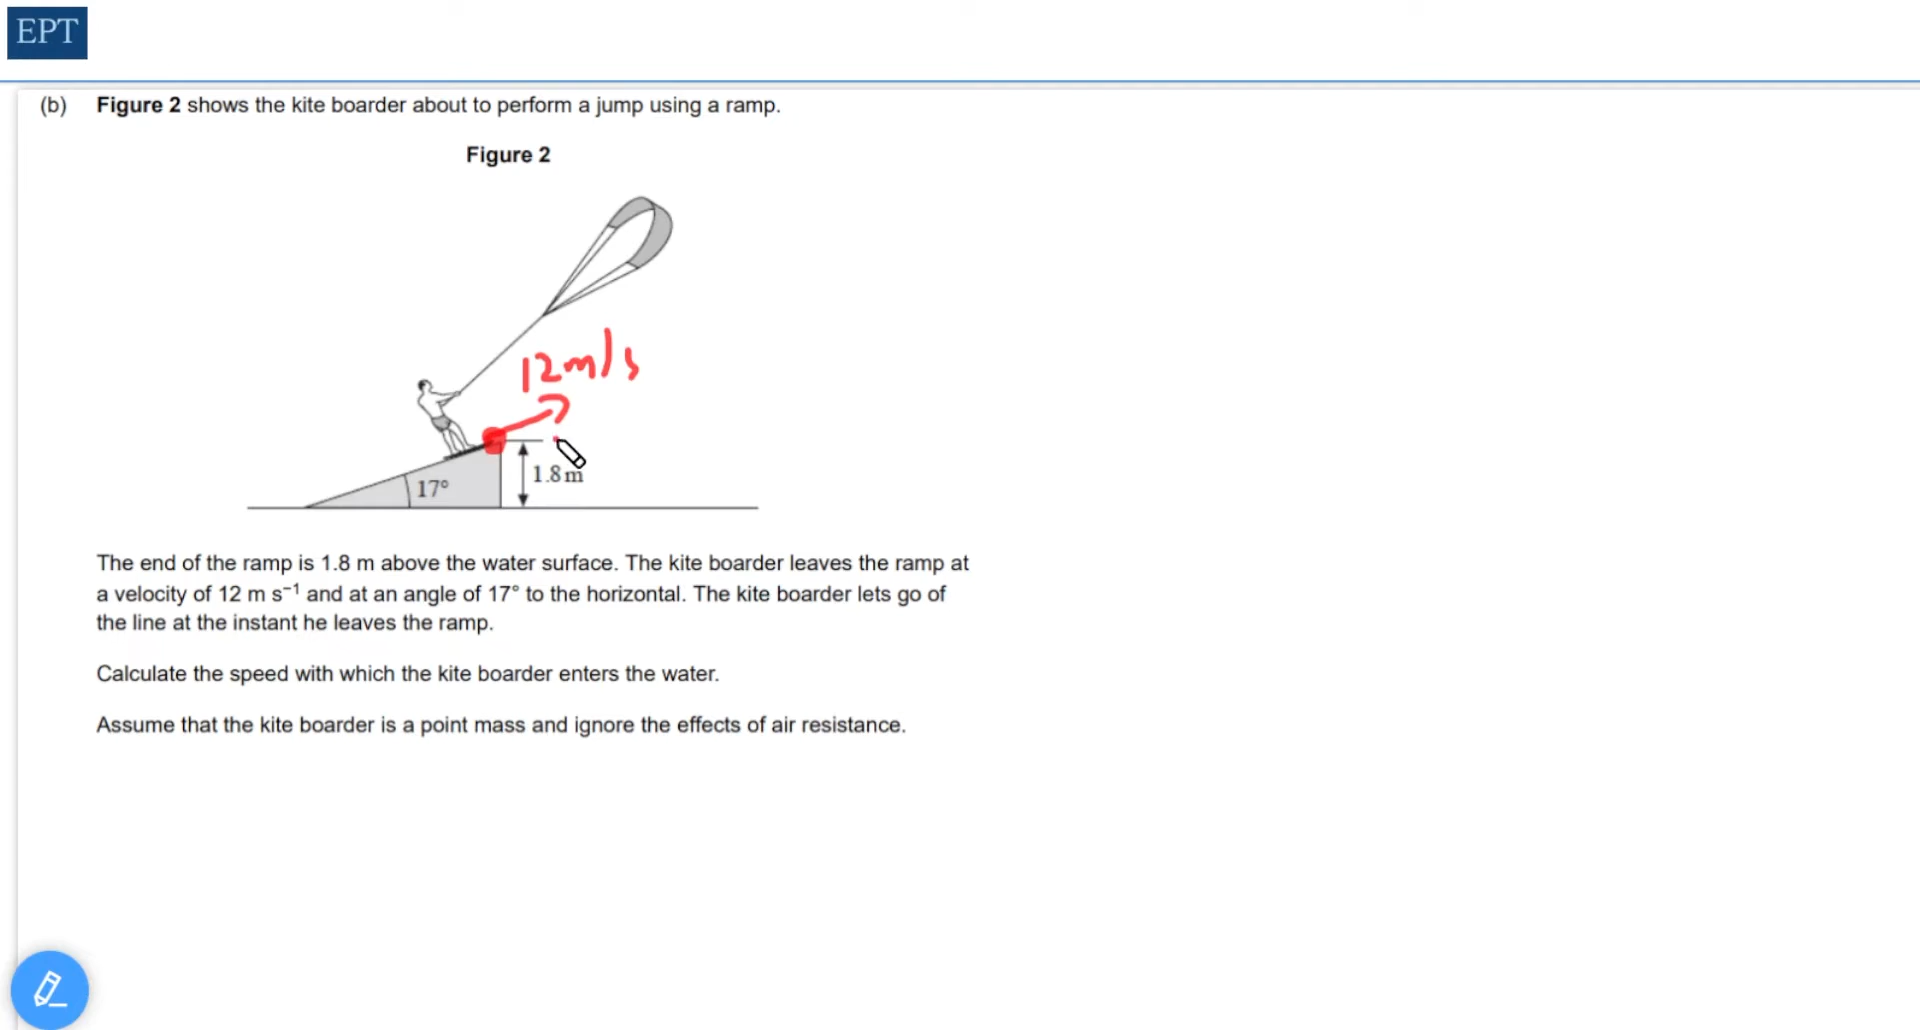 EPT
(b) Figure 2 shows the kite boarder about to perform a jump using a ramp.
Figure 2
12m/s
1.8 m
17°
The end of the ramp is 1.8 m above the water surface. The kite boarder leaves the ramp at
a velocity of 12 m s⁻¹ and at an angle of 17° to the horizontal. The kite boarder lets go of
the line at the instant he leaves the ramp.
Calculate the speed with which the kite boarder enters the water.
Assume that the kite boarder is a point mass and ignore the effects of air resistance.